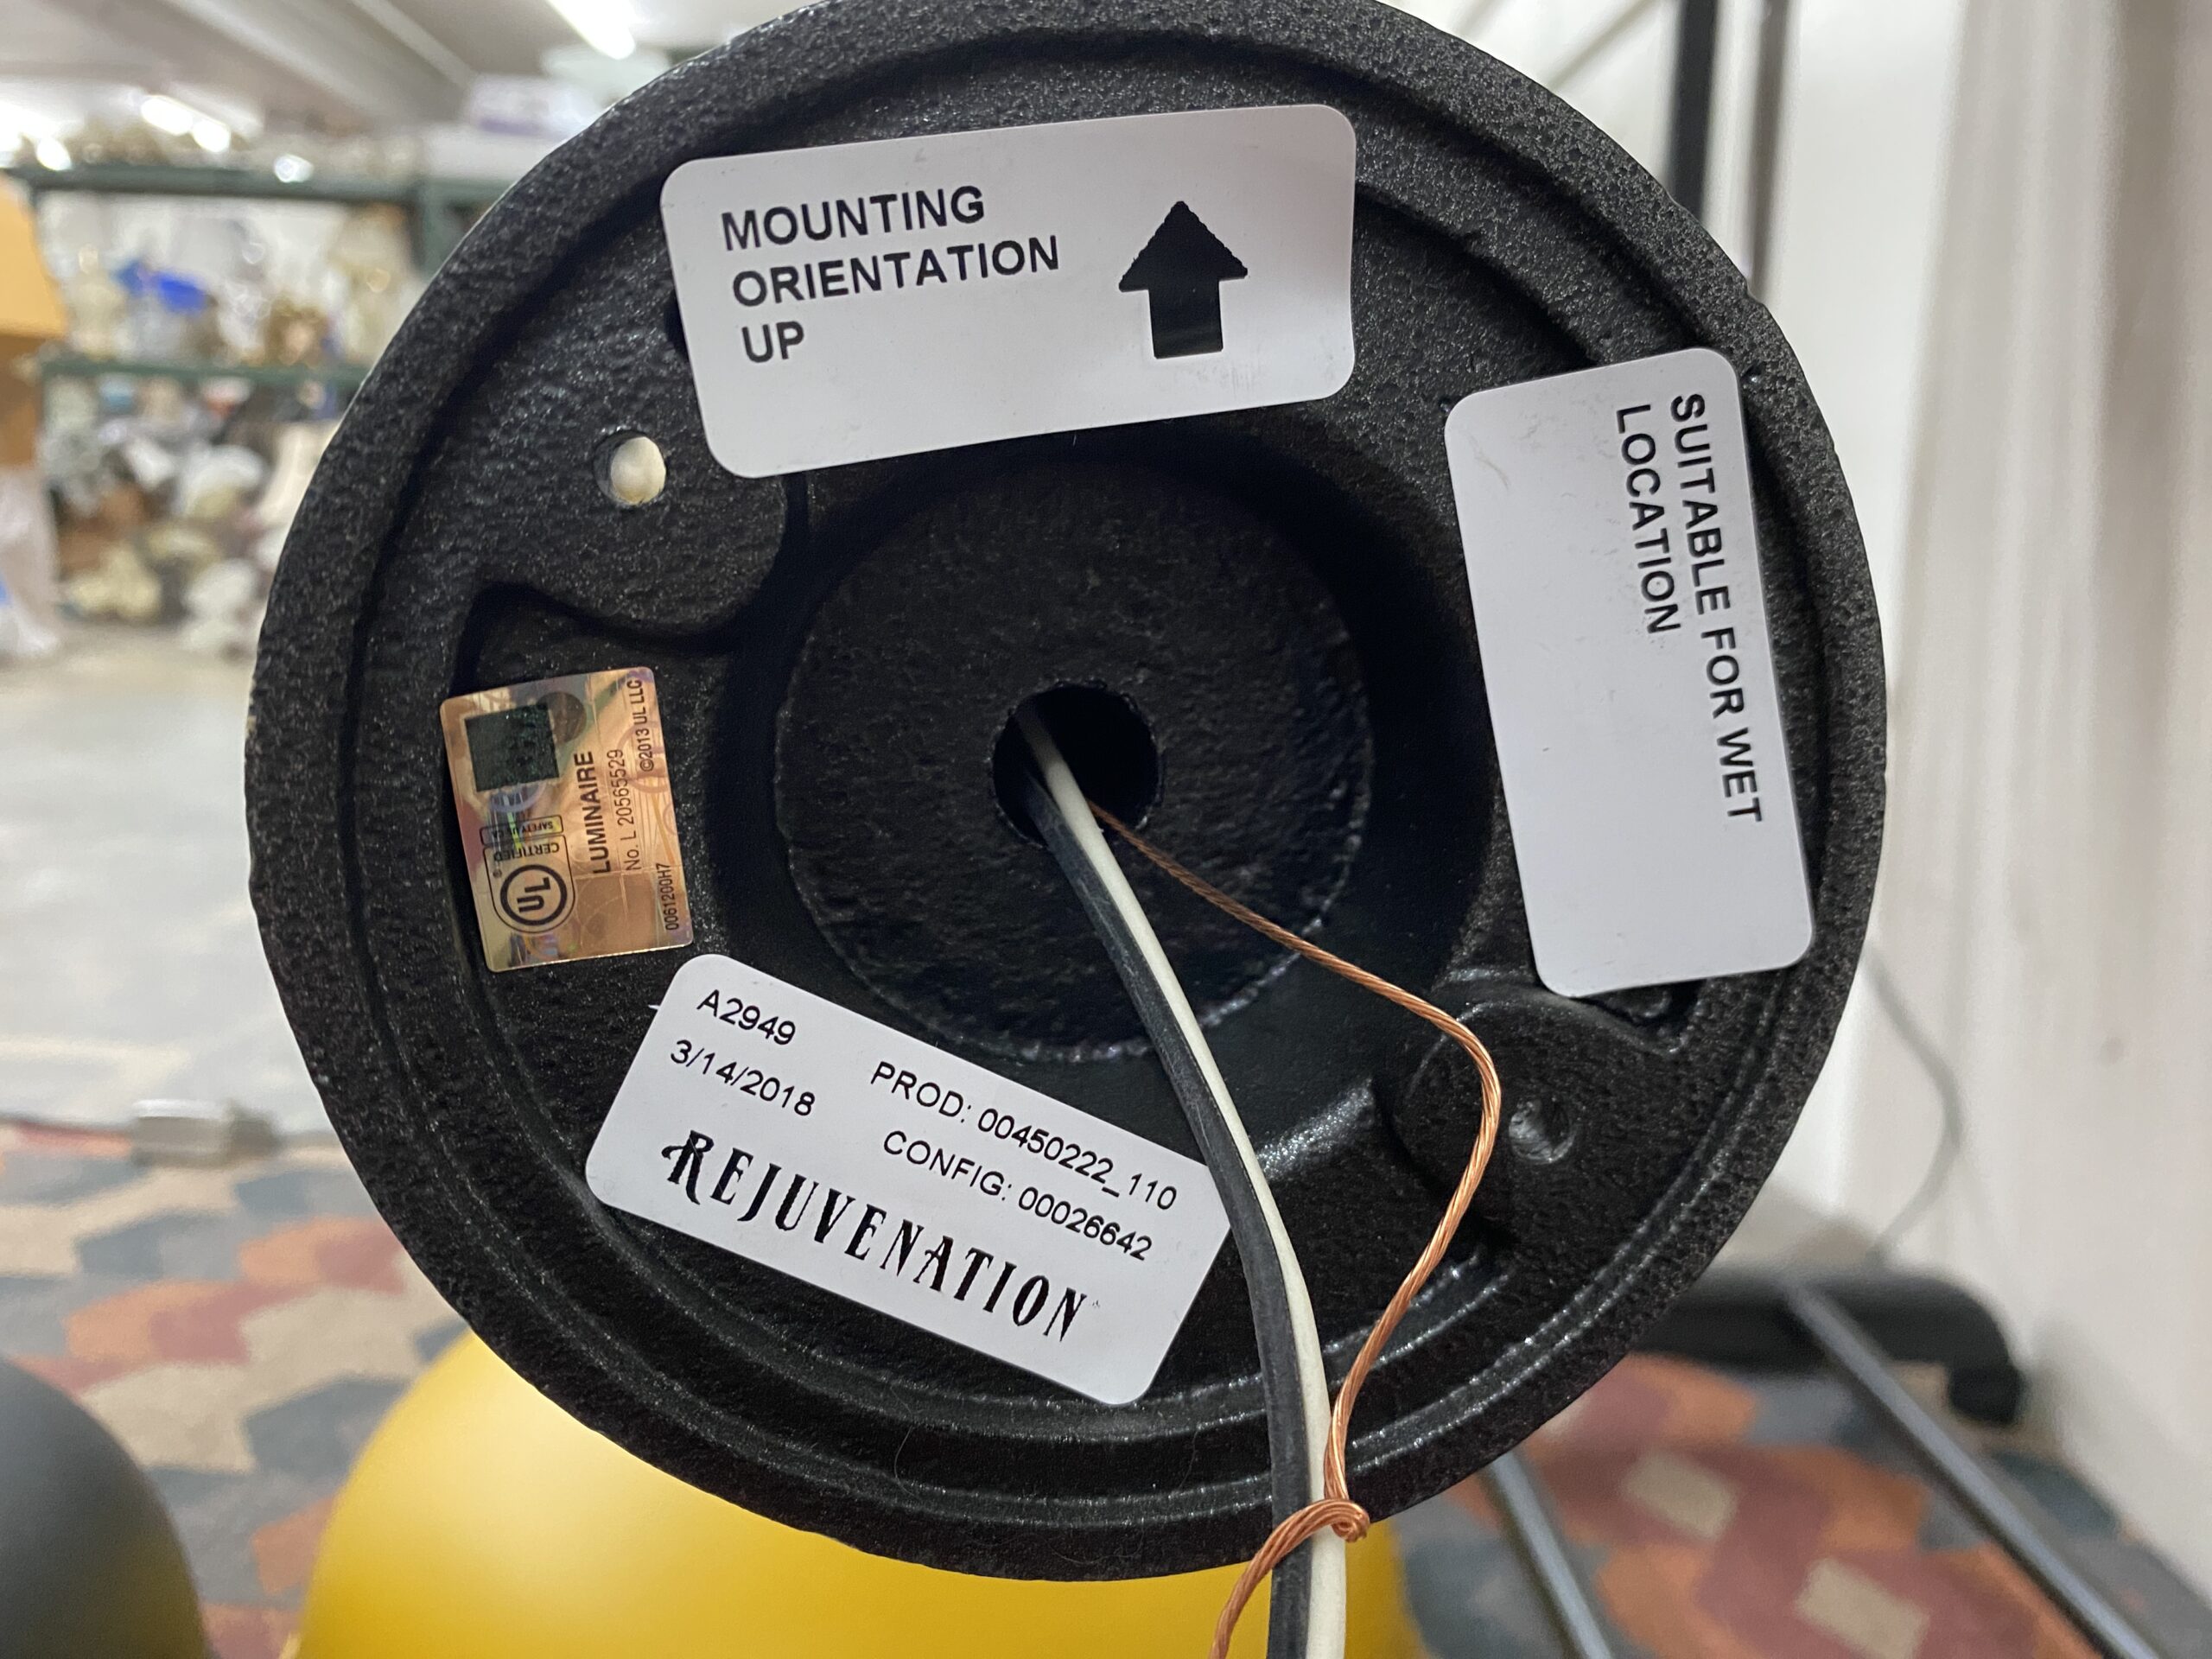 MOUNTING
ORIENTATION
UP
SUITABLE FOR WET
LOCATION
CERTIFIED
UL
LUMINAIRE
No. L 20565529
©2013 UL LLC
0061200H7
A2949 PROD: 00450222_110
3/14/2018 CONFIG: 00026642
REJUVENATION